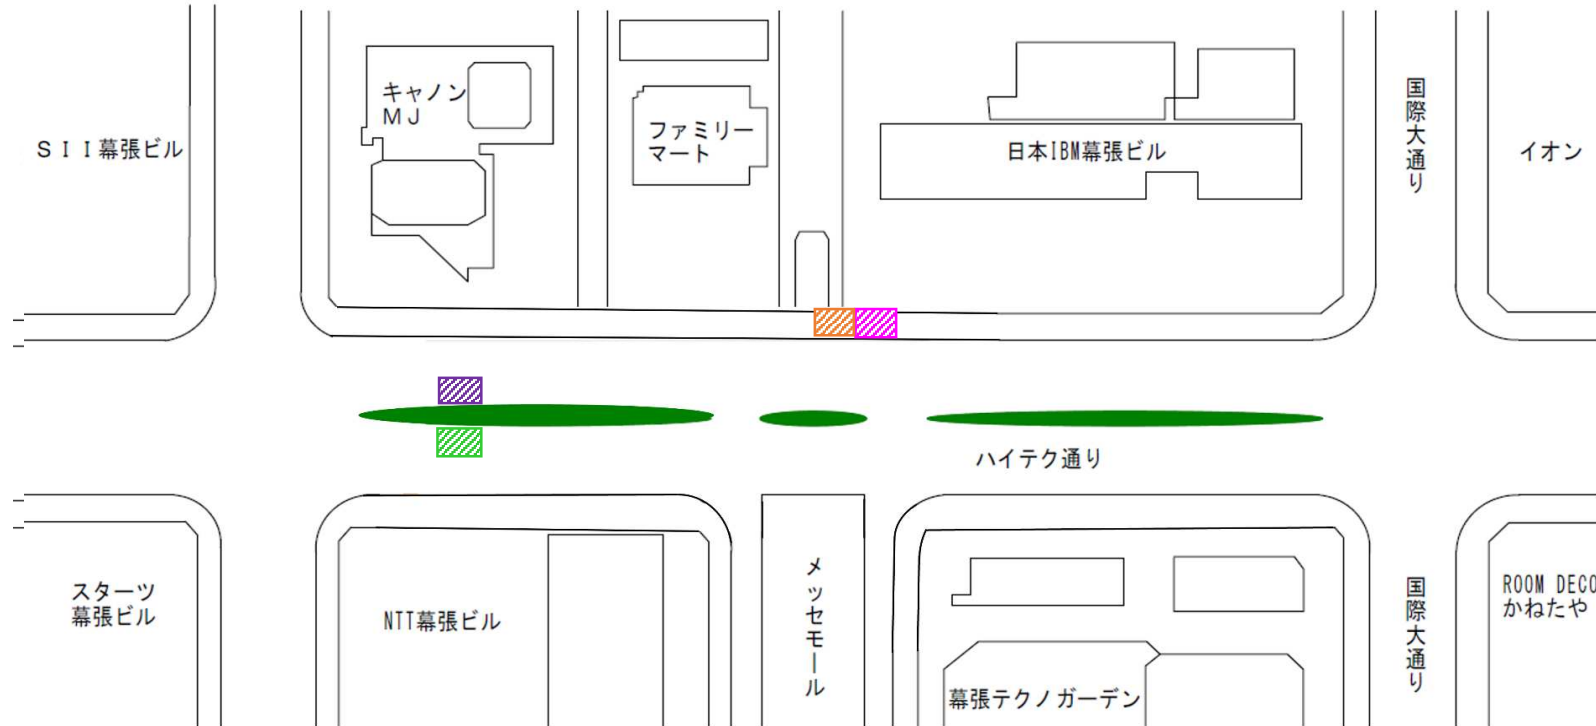 キャノン
ＭＪ
ＳＩＩ幕張ビル
ファミリー
マート
日本IBM幕張ビル
国際大通り
イオン
ハイテク通り
スターツ
幕張ビル
NTT幕張ビル
メッセモール
幕張テクノガーデン
国際大通り
ROOM DECO
かねたや